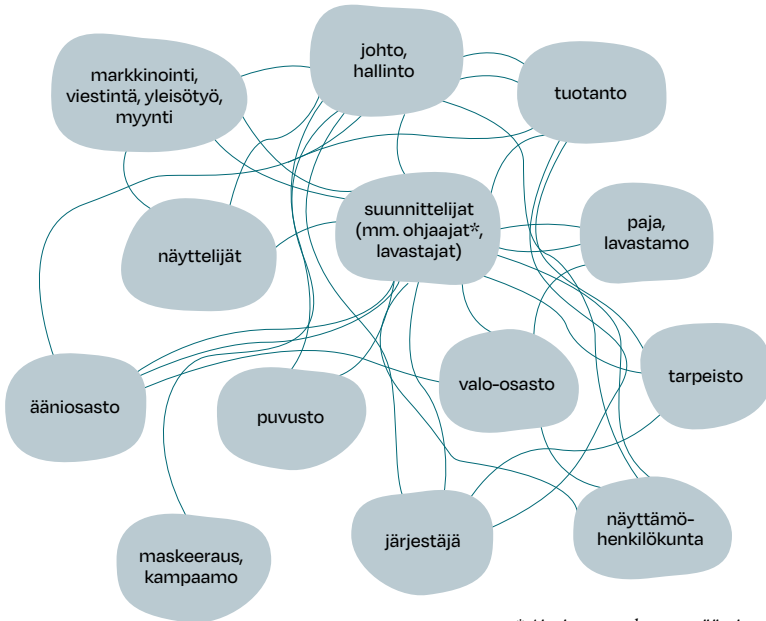 johto,
hallinto
markkinointi,
viestintä, yleisötyö,
myynti
tuotanto
suunnittelijat
(mm. ohjaajat*,
lavastajat)
paja,
lavastamo
näyttelijät
tarpeisto
valo-osasto
ääniosasto
puvusto
näyttämö-
henkilökunta
järjestäjä
maskeeraus,
kampaamo